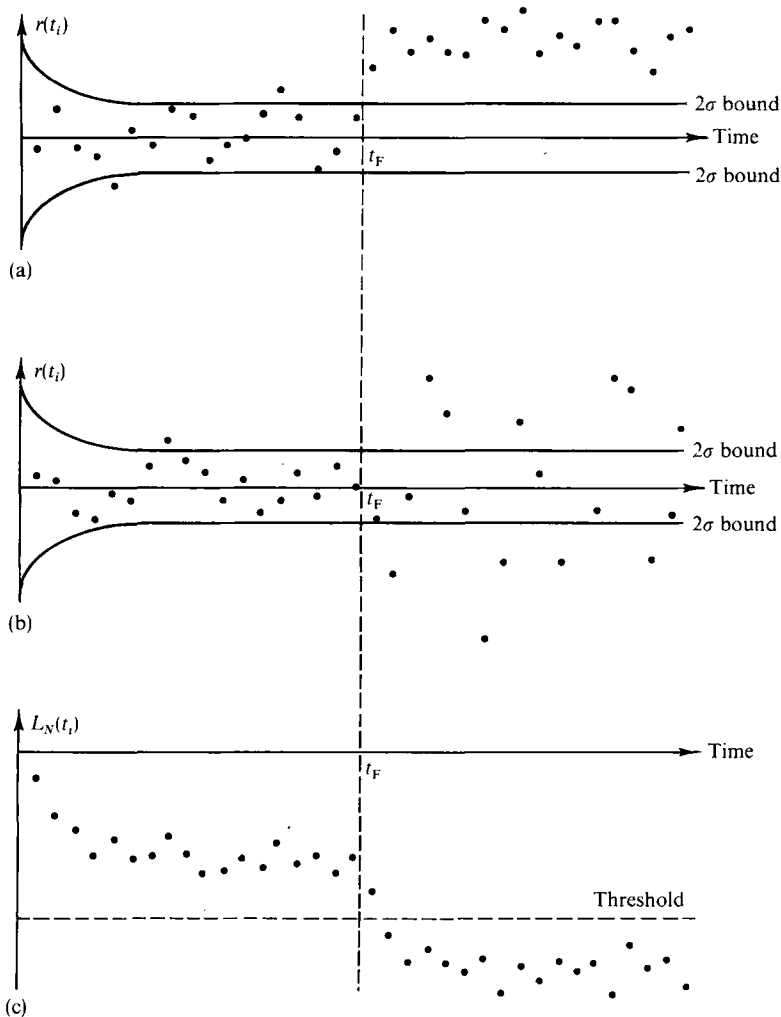 r(tᵢ)
2σ bound
Time
t_F
2σ bound
(a)
r(tᵢ)
2σ bound
Time
t_F
2σ bound
(b)
L_N(tᵢ)
Time
t_F
Threshold
(c)